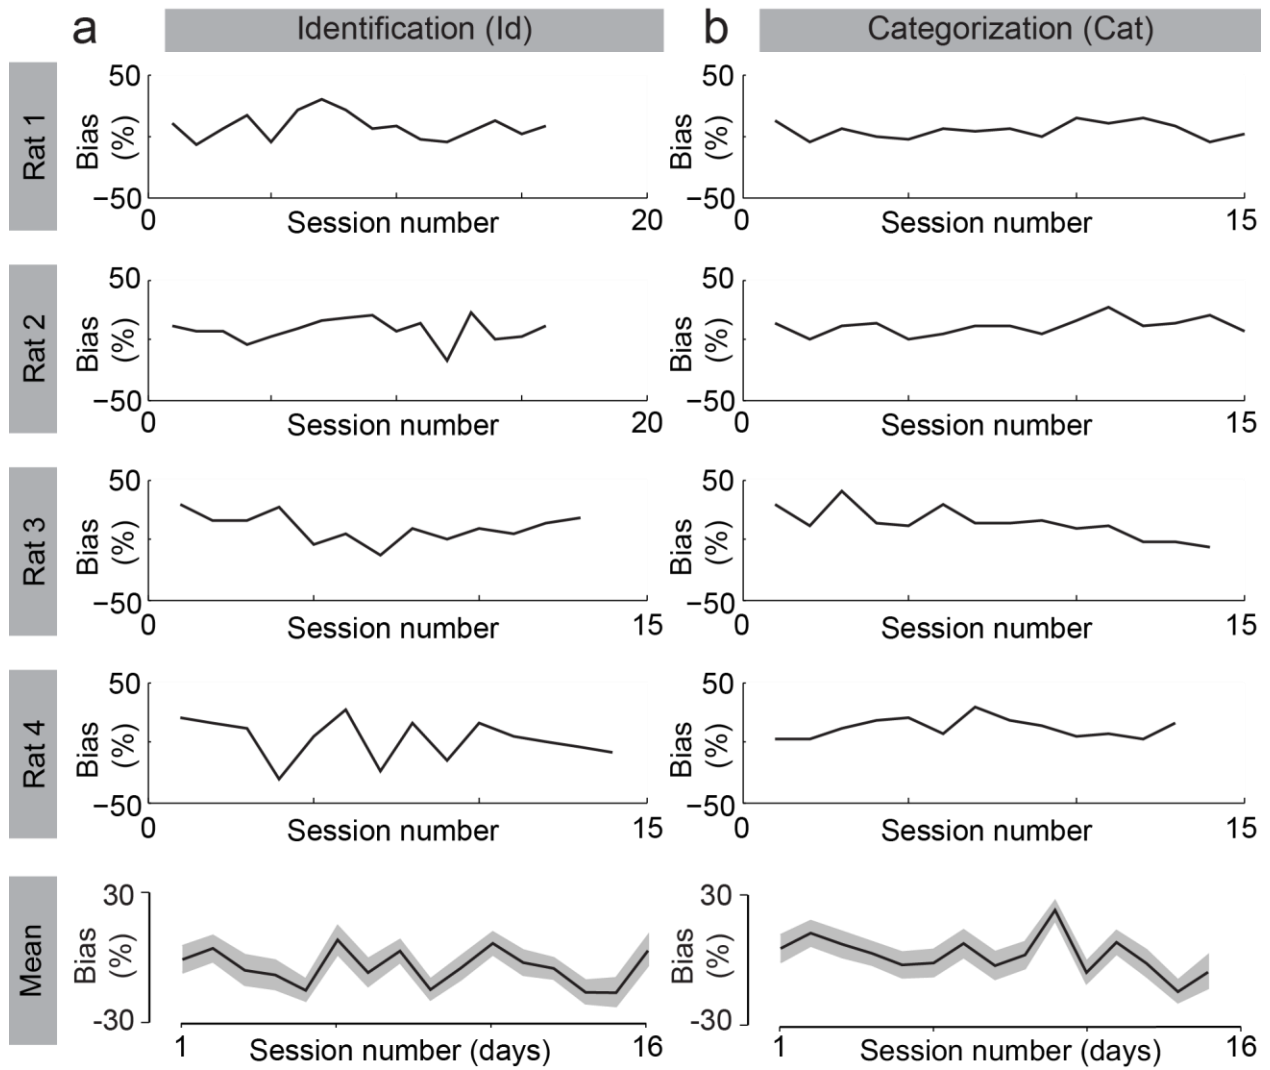 a
Identification (Id)
b
Categorization (Cat)
Rat 1
Bias
(%)
50
−50
0
Session number
20
Bias
(%)
50
−50
0
Session number
15
Rat 2
Bias
(%)
50
−50
0
Session number
20
Bias
(%)
50
−50
0
Session number
15
Rat 3
Bias
(%)
50
−50
0
Session number
15
Bias
(%)
50
−50
0
Session number
15
Rat 4
Bias
(%)
50
−50
0
Session number
15
Bias
(%)
50
−50
0
Session number
15
Mean
Bias
(%)
30
-30
1
Session number (days)
16
Bias
(%)
30
-30
1
Session number (days)
16